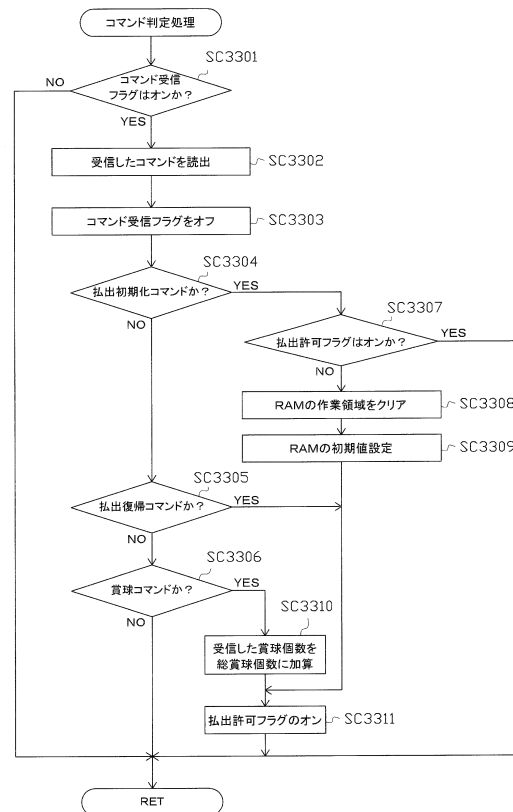 コマンド判定処理
SC3301
コマンド受信
フラグはオンか？
NO
YES
受信したコマンドを読出
SC3302
コマンド受信フラグをオフ
SC3303
SC3304
払出初期化コマンドか？
YES
NO
SC3307
払出許可フラグはオンか？
YES
NO
RAMの作業領域をクリア
SC3308
RAMの初期値設定
SC3309
SC3305
払出復帰コマンドか？
YES
NO
SC3306
賞球コマンドか？
YES
NO
SC3310
受信した賞球個数を
総賞球個数に加算
払出許可フラグのオン
SC3311
RET